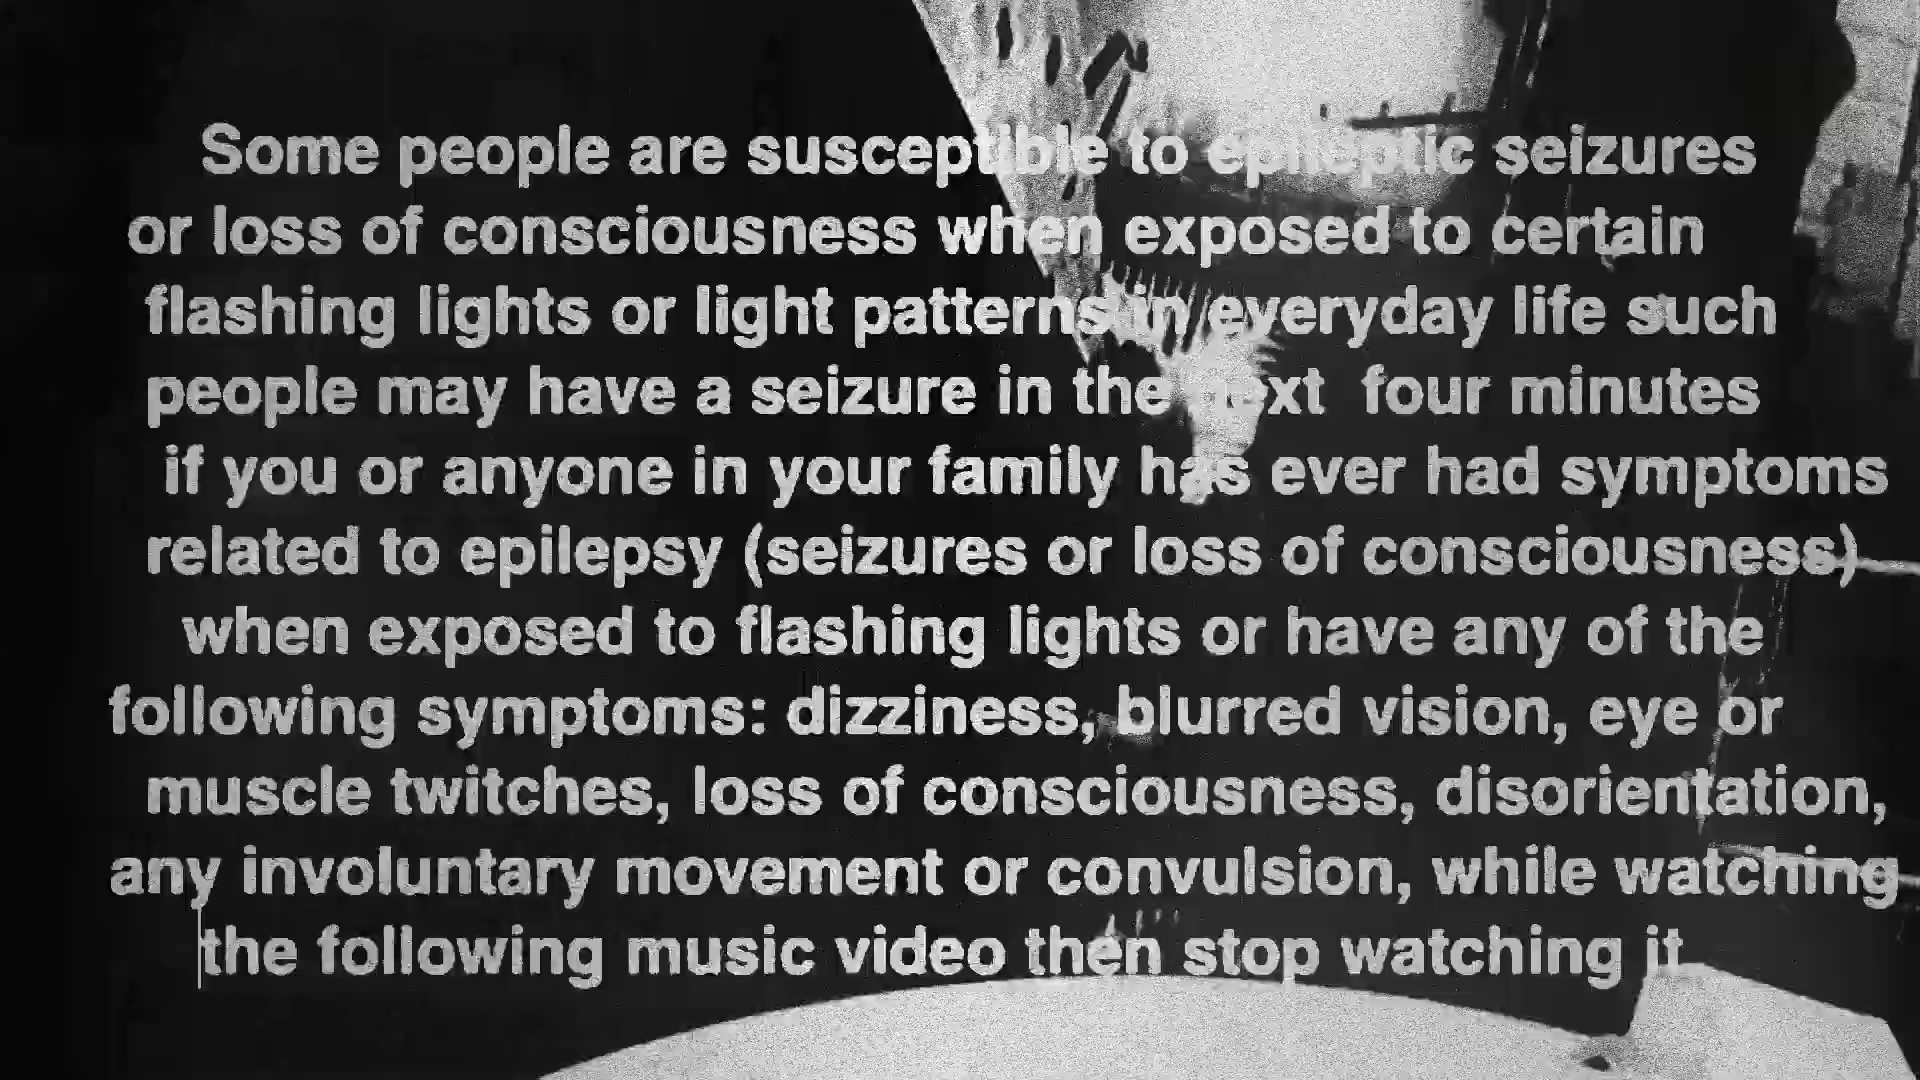 Some people are susceptible to epileptic seizures
or loss of consciousness when exposed to certain
flashing lights or light patterns in everyday life such
people may have a seizure in the next four minutes
if you or anyone in your family has ever had symptoms
related to epilepsy (seizures or loss of consciousness)
when exposed to flashing lights or have any of the
following symptoms: dizziness, blurred vision, eye or
muscle twitches, loss of consciousness, disorientation,
any involuntary movement or convulsion, while watching
the following music video then stop watching it